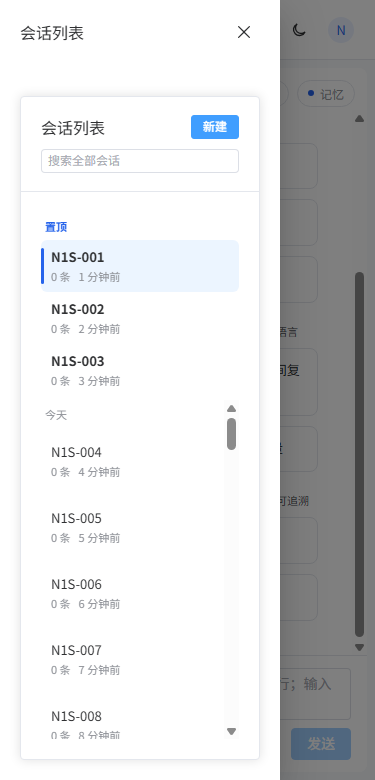 会话列表
N
记忆
会话列表
新建
搜索全部会话
置顶
N1S-001
0 条 1 分钟前
N1S-002
0 条 2 分钟前
N1S-003
0 条 3 分钟前
今天
N1S-004
0 条 4 分钟前
N1S-005
0 条 5 分钟前
N1S-006
0 条 6 分钟前
N1S-007
0 条 7 分钟前
N1S-008
0 条 8 分钟前
语言
间复
可追溯
行；输入
发送